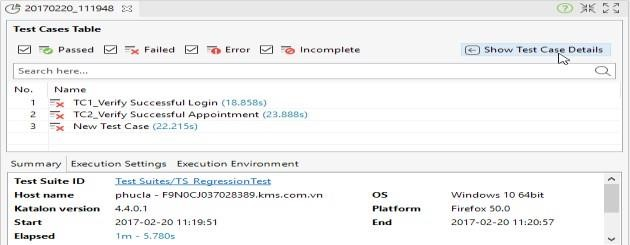 20170220_111948
Test Cases Table
Passed Failed Error Incomplete Show Test Case Details
Search here...
No. Name
1 TC1_Verify Successful Login (18.858s)
2 TC2_Verify Successful Appointment (23.888s)
3 New Test Case (22.215s)
Summary Execution Settings Execution Environment
Test Suite ID Test Suites/TS_RegressionTest
Host name phucla - F9N0CJ037028389.kms.com.vn OS Windows 10 64bit
Katalon version 4.4.0.1 Platform Firefox 50.0
Start 2017-02-20 11:19:51 End 2017-02-20 11:20:57
Elapsed 1m - 5.780s